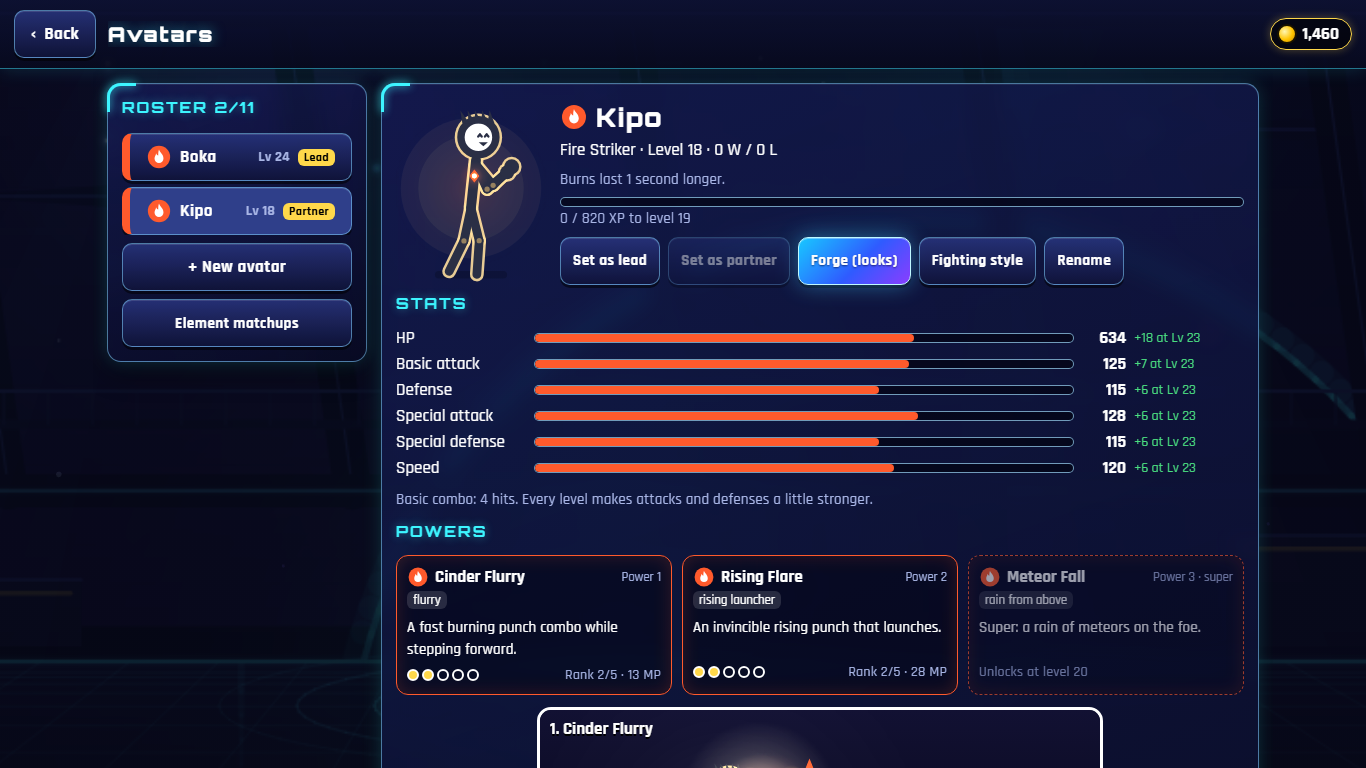 ‹ Back
Avatars
1,460
ROSTER 2/11
Boka Lv 24 Lead
Kipo Lv 18 Partner
+ New avatar
Element matchups
Kipo
Fire Striker · Level 18 · 0 W / 0 L
Burns last 1 second longer.
0 / 820 XP to level 19
Set as lead
Set as partner
Forge (looks)
Fighting style
Rename
STATS
HP 634 +18 at Lv 23
Basic attack 125 +7 at Lv 23
Defense 115 +6 at Lv 23
Special attack 128 +6 at Lv 23
Special defense 115 +6 at Lv 23
Speed 120 +6 at Lv 23
Basic combo: 4 hits. Every level makes attacks and defenses a little stronger.
POWERS
Cinder Flurry Power 1
flurry
A fast burning punch combo while
stepping forward.
Rank 2/5 · 13 MP
Rising Flare Power 2
rising launcher
An invincible rising punch that launches.
Rank 2/5 · 28 MP
Meteor Fall Power 3 · super
rain from above
Super: a rain of meteors on the foe.
Unlocks at level 20
1. Cinder Flurry